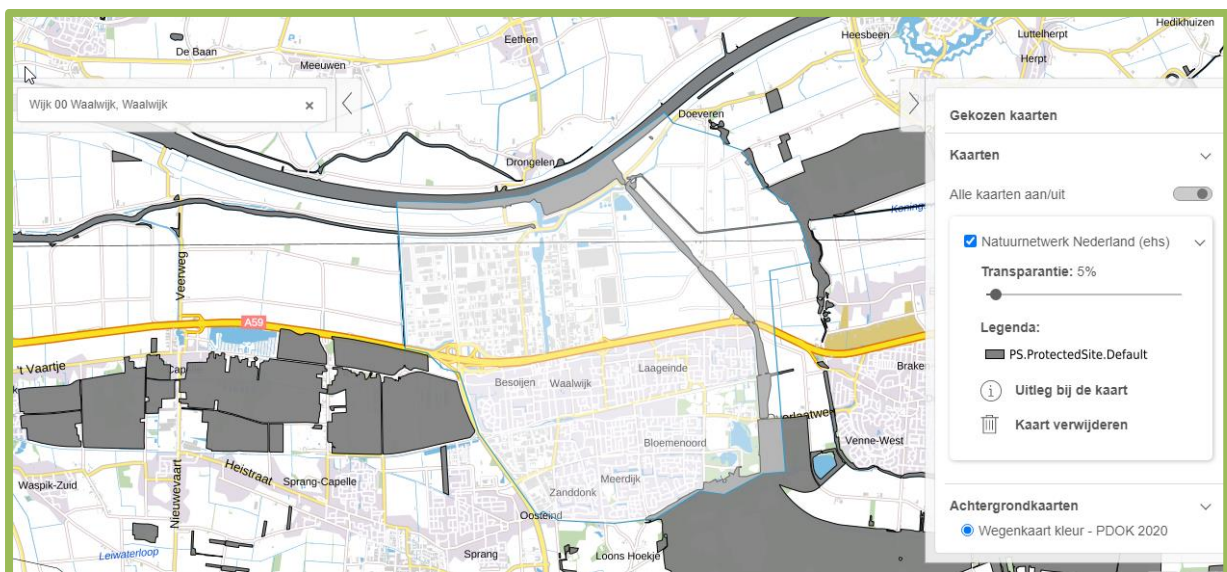 Hedikhuizen
De Baan
Eethen
Heesbeen
Luttelherpt
Meeuwen
Herpt
Wijk 00 Waalwijk, Waalwijk
×
Doeveren
Gekozen kaarten
Drongelen
Kaarten
Alle kaarten aan/uit
Koning
Natuurnetwerk Nederland (ehs)
Veerweg
Transparantie: 5%
A59
Legenda:
't Vaartje
Cap
PS.ProtectedSite.Default
Besoijen
Waalwijk
Laageinde
Brake
Uitleg bij de kaart
Kaart verwijderen
Bloemenoord
Venne-West
Heistraat
Waspik-Zuid
Nieuwevaart
Sprang-Capelle
Meerdijk
Zanddonk
Achtergrondkaarten
Oosteind
Wegenkaart kleur - PDOK 2020
Leiwaterloop
Sprang
Loons Hoekje